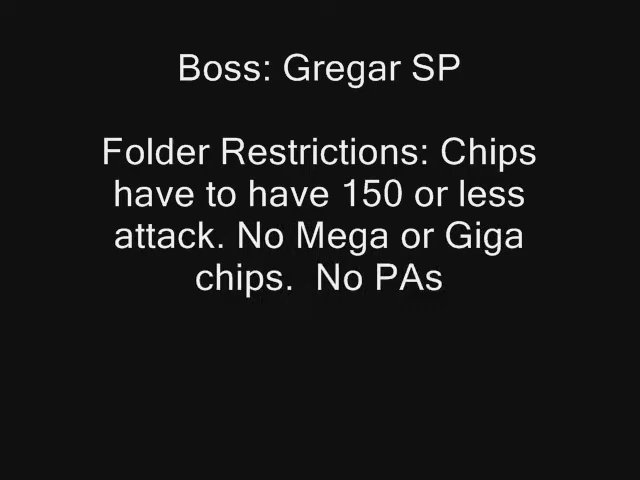 Boss: Gregar SP
Folder Restrictions: Chips
have to have 150 or less
attack. No Mega or Giga
chips.  No PAs